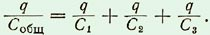 q/C_общ = q/C₁ + q/C₂ + q/C₃.